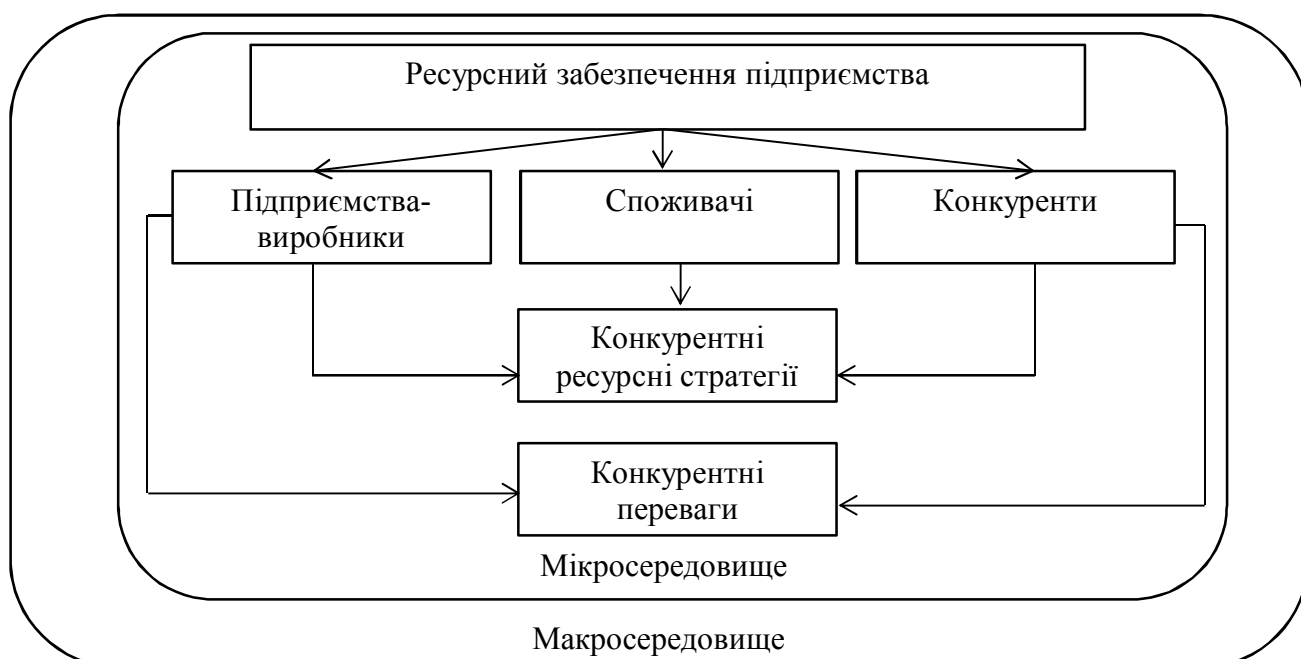 Ресурсний забезпечення підприємства
Підприємства-
виробники
Споживачі
Конкуренти
Конкурентні
ресурсні стратегії
Конкурентні
переваги
Мікросередовище
Макросередовище